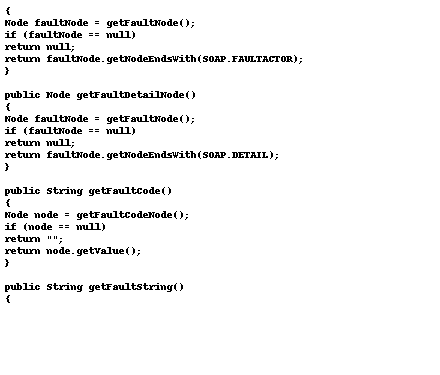 {
Node faultNode = getFaultNode();
if (faultNode == null)
return null;
return faultNode.getNodeEndsWith(SOAP.FAULTACTOR);
}

public Node getFaultDetailNode()
{
Node faultNode = getFaultNode();
if (faultNode == null)
return null;
return faultNode.getNodeEndsWith(SOAP.DETAIL);
}

public String getFaultCode()
{
Node node = getFaultCodeNode();
if (node == null)
return "";
return node.getValue();
}

public String getFaultString()
{